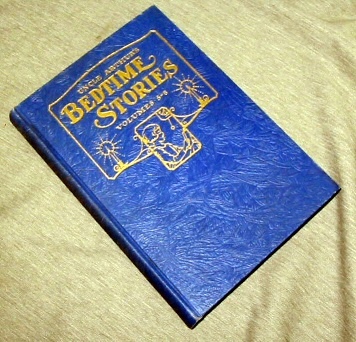 UNCLE ARTHUR'S
BEDTIME
STORIES
VOLUMES 5-8